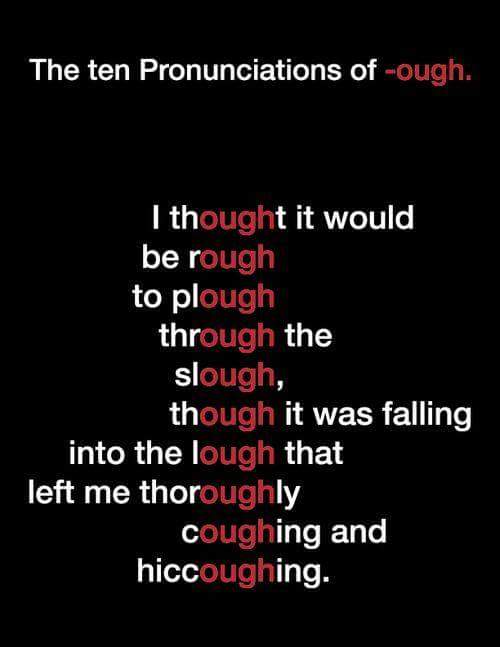 The ten Pronunciations of -ough.
I thought it would
be rough
to plough
through the
slough,
though it was falling
into the lough that
left me thoroughly
coughing and
hiccoughing.